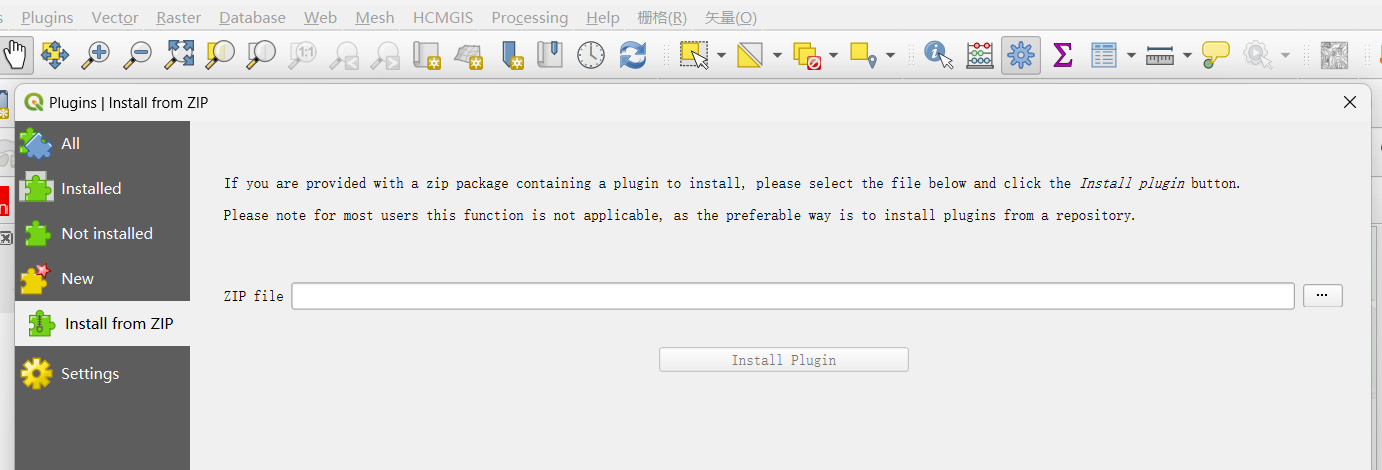 s Plugins Vector Raster Database Web Mesh HCMGIS Processing Help 栅格(R) 矢量(O)
1:1
Plugins | Install from ZIP
All
Installed
n
Not installed
New
Install from ZIP
Settings
If you are provided with a zip package containing a plugin to install, please select the file below and click the Install plugin button.
Please note for most users this function is not applicable, as the preferable way is to install plugins from a repository.
ZIP file
...
Install Plugin